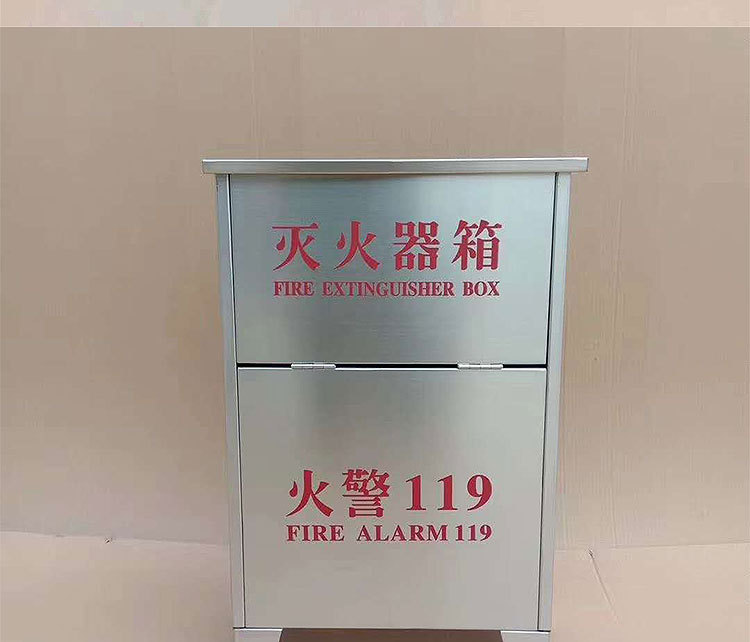 灭火器箱
FIRE EXTINGUISHER BOX
火警119
FIRE ALARM 119